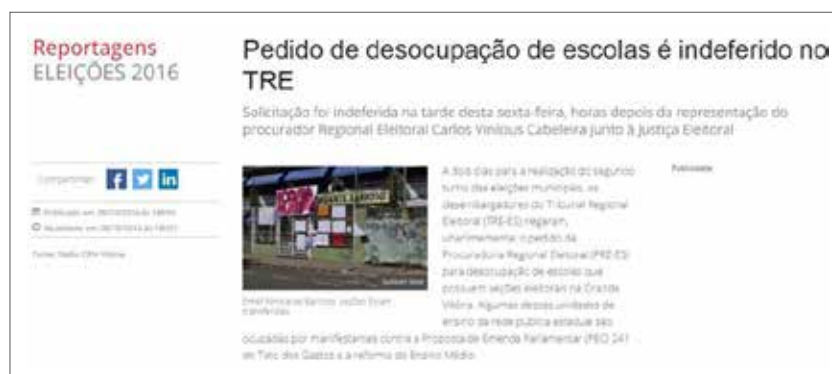 Reportagens
ELEIÇÕES 2016
Pedido de desocupação de escolas é indeferido no
TRE
Solicitação foi indeferida na tarde desta sexta-feira, horas depois da representação do
procurador Regional Eleitoral Carlos Vinicius Cabeleira junto à Justiça Eleitoral
Compartilhar
f
in
Publicidade
A dois dias para a realização do segundo
turno das eleições municipais, os
desembargadores do Tribunal Regional
Eleitoral (TRE-ES) negaram,
unanimemente, o pedido da
Procuradoria Regional Eleitoral (PRE-ES)
para desocupação de escolas que
possuem seções eleitorais na Grande
Vitória. Algumas dessas unidades de
ensino da rede pública estadual são
ocupadas por manifestantes contra a Proposta de Emenda Parlamentar (PEC) 241
do Teto dos Gastos e a reforma do Ensino Médio.
seções foram
transferidas